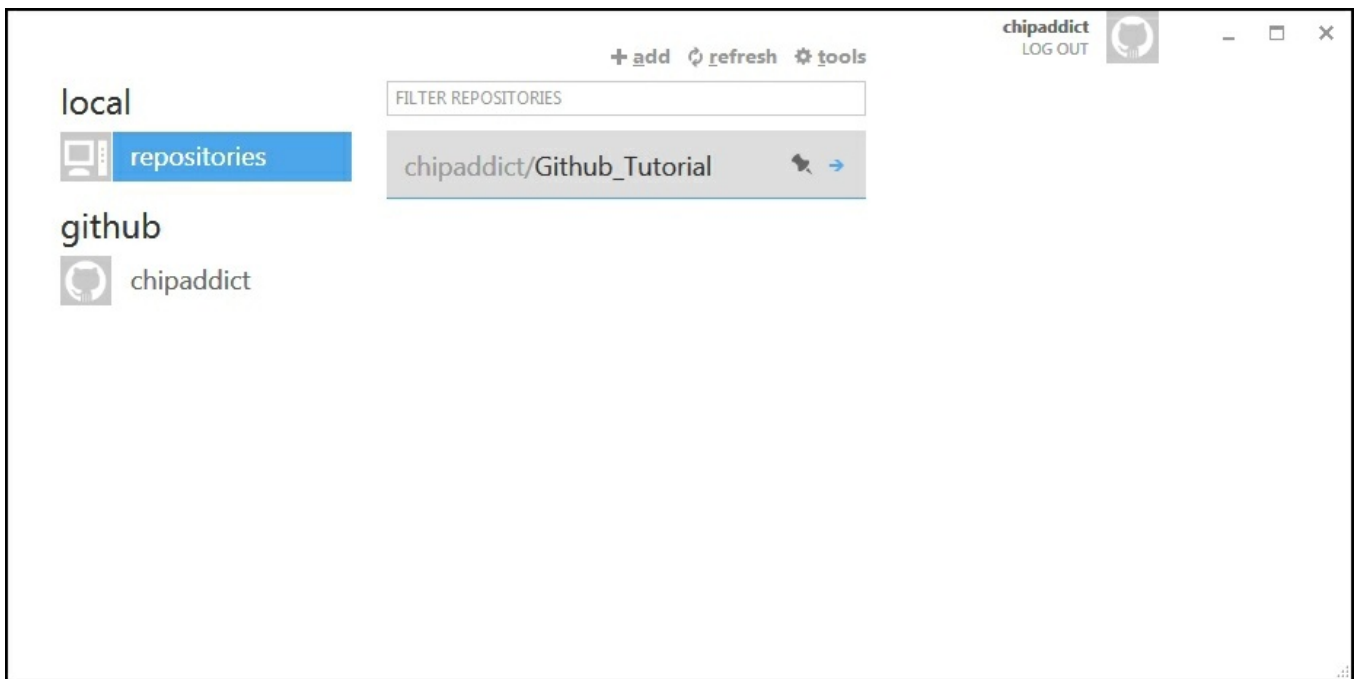 chipaddict
LOG OUT
add refresh tools
local
FILTER REPOSITORIES
repositories
chipaddict/Github_Tutorial
github
chipaddict